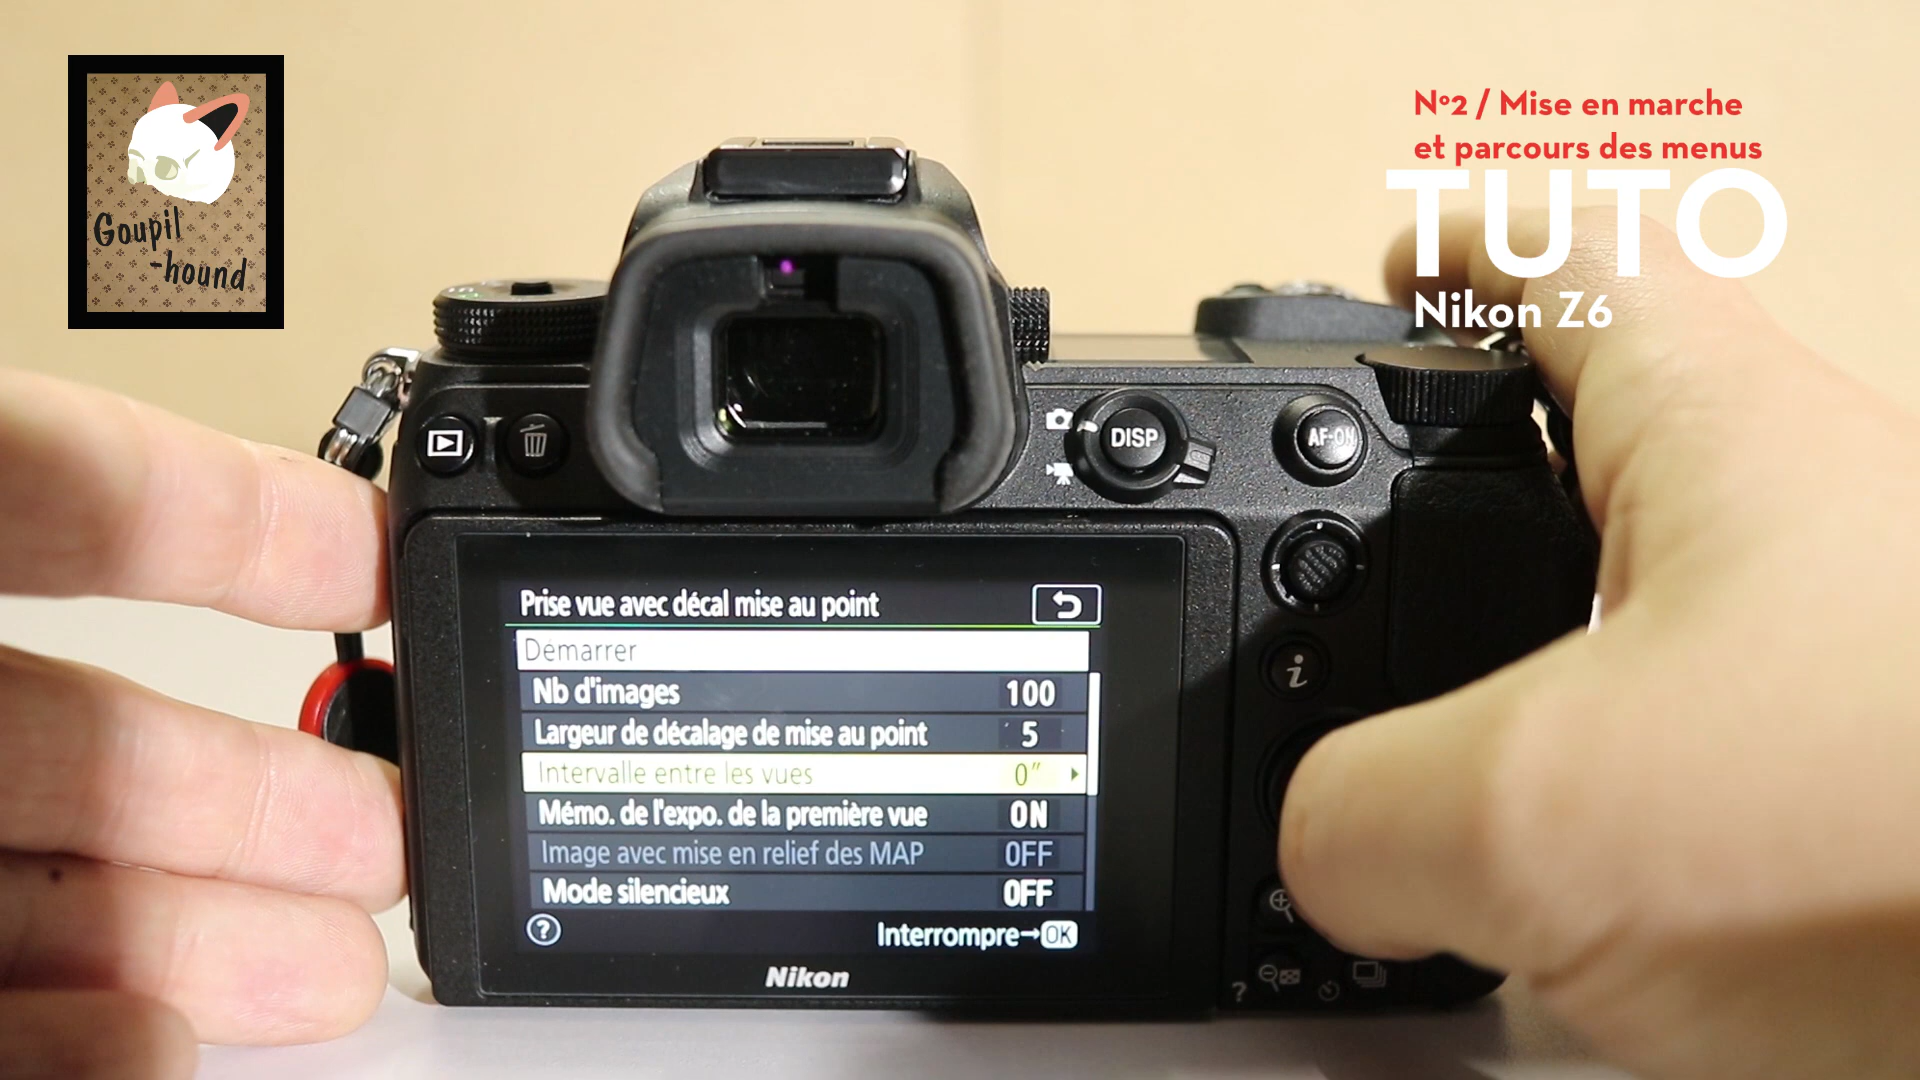 Goupil
-hound
N°2 / Mise en marche
et parcours des menus
TUTO
Nikon Z6
DISP
AF-ON
i
Prise vue avec décal mise au point
Démarrer
Nb d'images 100
Largeur de décalage de mise au point 5
Intervalle entre les vues 0"
Mémo. de l'expo. de la première vue ON
Image avec mise en relief des MAP OFF
Mode silencieux OFF
? Interrompre→OK
Nikon
?